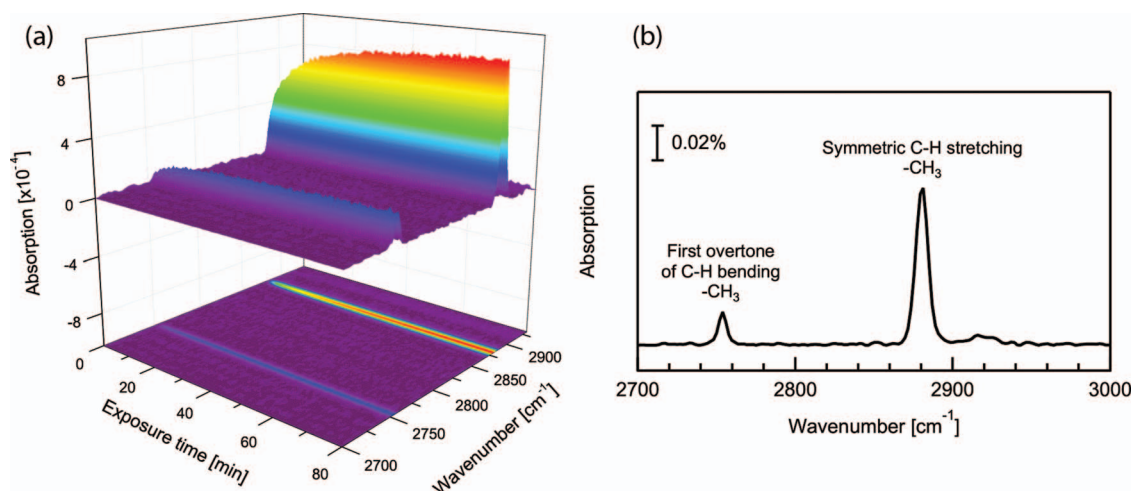 (a)
8
4
0
-4
-8
Absorption [x10⁻⁴]
0
20
40
60
80
Exposure time [min]
2700
2750
2800
2850
2900
Wavenumber [cm⁻¹]
(b)
0.02%
Symmetric C-H stretching
-CH₃
First overtone
of C-H bending
-CH₃
Absorption
2700 2800 2900 3000
Wavenumber [cm⁻¹]